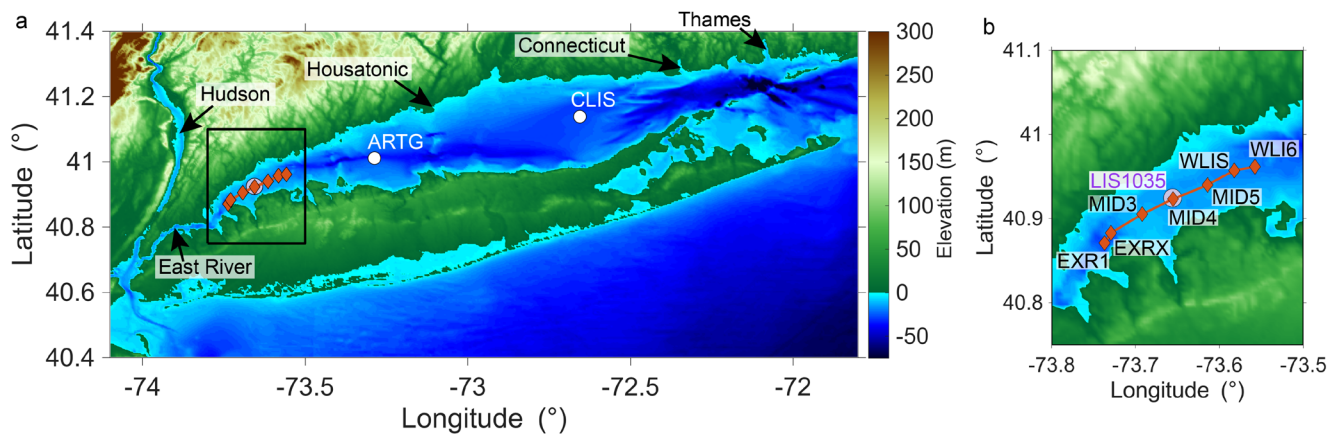 a
Thames
41.4
Connecticut
Housatonic
41.2
Hudson
CLIS
ARTG
41
40.8
East River
40.6
40.4
Latitude (°)
-74
-73.5
-73
-72.5
-72
Longitude (°)
300
250
200
150
100
50
0
-50
Elevation (m)
b
41.1
41
WLIS
WLI6
LIS1035
MID5
MID3
MID4
40.9
EXRX
EXR1
40.8
Latitude (°)
-73.8
-73.7
-73.6
-73.5
Longitude (°)